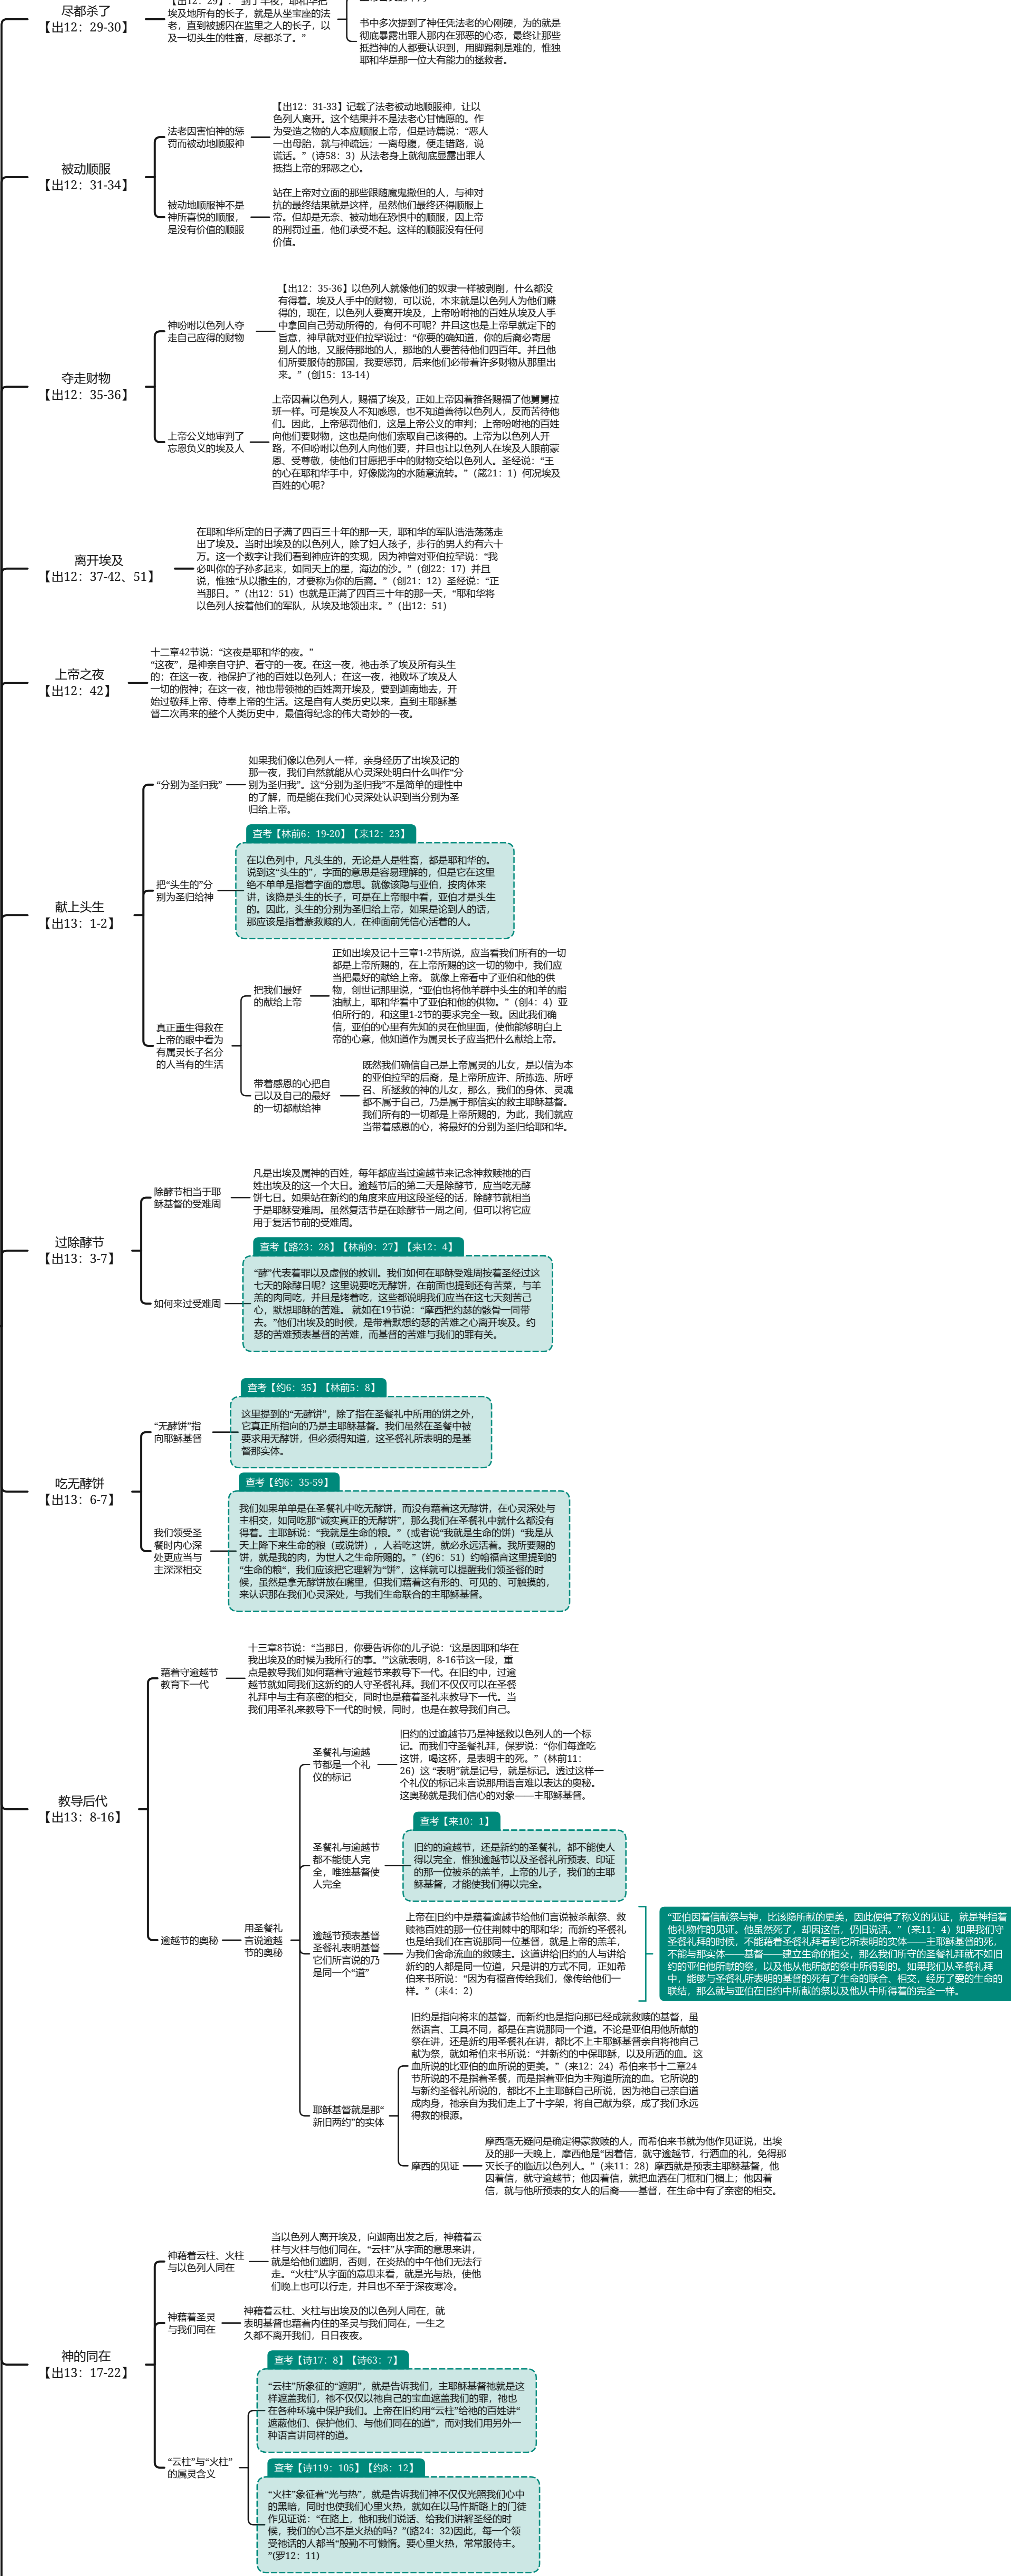 尽都杀了
【出12：29-30】
【出12：29】：“到了半夜，耶和华把
埃及地所有的长子，就是从坐宝座的法
老，直到被掳囚在监里之人的长子，以
及一切头生的牲畜，尽都杀了。”
书中多次提到了神任凭法老的心刚硬，为的就是
彻底暴露出罪人那内在邪恶的心态，最终让那些
抵挡神的人都要认识到，用脚踢刺是难的，惟独
耶和华是那一位大有能力的拯救者。
被动顺服
【出12：31-34】
法老因害怕神的惩
罚而被动地顺服神
【出12：31-33】记载了法老被动地顺服神，让以
色列人离开。这个结果并不是法老心甘情愿的。作
为受造之物的人本应顺服上帝，但是诗篇说：“恶人
一出母胎，就与神疏远；一离母腹，便走错路，说
谎话。”（诗58：3）从法老身上就彻底显露出罪人
抵挡上帝的邪恶之心。
被动地顺服神不是
神所喜悦的顺服，
是没有价值的顺服
站在上帝对立面的那些跟随魔鬼撒但的人，与神对
抗的最终结果就是这样，虽然他们最终还得顺服上
帝。但却是无奈、被动地在恐惧中的顺服，因上帝
的刑罚过重，他们承受不起。这样的顺服没有任何
价值。
夺走财物
【出12：35-36】
神吩咐以色列人夺
走自己应得的财物
【出12：35-36】以色列人就像他们的奴隶一样被剥削，什么都没
有得着。埃及人手中的财物，可以说，本来就是以色列人为他们赚
得的，现在，以色列人要离开埃及，上帝吩咐祂的百姓从埃及人手
中拿回自己劳动所得的，有何不可呢？并且这也是上帝早就定下的
旨意，神早就对亚伯拉罕说过：“你要的确知道，你的后裔必寄居
别人的地，又服侍那地的人，那地的人要苦待他们四百年。并且他
们所要服侍的那国，我要惩罚，后来他们必带着许多财物从那里出
来。”（创15：13-14）
上帝公义地审判了
忘恩负义的埃及人
上帝因着以色列人，赐福了埃及，正如上帝因着雅各赐福了他舅舅拉
班一样。可是埃及人不知感恩，也不知道善待以色列人，反而苦待他
们。因此，上帝惩罚他们，这是上帝公义的审判；上帝吩咐祂的百姓
向他们要财物，这也是向他们索取自己该得的。上帝为以色列人开
路，不但吩咐以色列人向他们要，并且也让以色列人在埃及人眼前蒙
恩、受尊敬，使他们甘愿把手中的财物交给以色列人。圣经说：“王
的心在耶和华手中，好像陇沟的水随意流转。”（箴21：1）何况埃及
百姓的心呢？
离开埃及
【出12：37-42、51】
在耶和华所定的日子满了四百三十年的那一天，耶和华的军队浩浩荡荡走
出了埃及。当时出埃及的以色列人，除了妇人孩子，步行的男人约有六十
万。这一个数字让我们看到神应许的实现，因为神曾对亚伯拉罕说：“我
必叫你的子孙多起来，如同天上的星，海边的沙。”（创22：17）并且
说，惟独“从以撒生的，才要称为你的后裔。”（创21：12）圣经说：“正
当那日。”（出12：51）也就是正满了四百三十年的那一天，“耶和华将
以色列人按着他们的军队，从埃及地领出来。”（出12：51）
上帝之夜
【出12：42】
十二章42节说：“这夜是耶和华的夜。”
“这夜”，是神亲自守护、看守的一夜。在这一夜，祂击杀了埃及所有头生
的；在这一夜，祂保护了祂的百姓以色列人；在这一夜，祂败坏了埃及人
一切的假神；在这一夜，祂也带领祂的百姓离开埃及，要到迦南地去，开
始过敬拜上帝、侍奉上帝的生活。这是自有人类历史以来，直到主耶稣基
督二次再来的整个人类历史中，最值得纪念的伟大奇妙的一夜。
献上头生
【出13：1-2】
“分别为圣归我”
如果我们像以色列人一样，亲身经历了出埃及记的
那一夜，我们自然就能从心灵深处明白什么叫作“分
别为圣归我”。这“分别为圣归我”不是简单的理性中
的了解，而是能在我们心灵深处认识到当分别为圣
归给上帝。
查考【林前6：19-20】【来12：23】
把“头生的”分
别为圣归给神
在以色列中，凡头生的，无论是人是牲畜，都是耶和华的。
说到这“头生的”，字面的意思是容易理解的，但是它在这里
绝不单单是指着字面的意思。就像该隐与亚伯，按肉体来
讲，该隐是头生的长子，可是在上帝眼中看，亚伯才是头生
的。因此，头生的分别为圣归给上帝，如果是论到人的话，
那应该是指着蒙救赎的人，在神面前凭信心活着的人。
真正重生得救在
上帝的眼中看为
有属灵长子名分
的人当有的生活
把我们最好
的献给上帝
正如出埃及记十三章1-2节所说，应当看我们所有的一切
都是上帝所赐的，在上帝所赐的这一切的物中，我们应
当把最好的献给上帝。 就像上帝看中了亚伯和他的供
物，创世记那里说，“亚伯也将他羊群中头生的和羊的脂
油献上，耶和华看中了亚伯和他的供物。”（创4：4）亚
伯所行的，和这里1-2节的要求完全一致。因此我们确
信，亚伯的心里有先知的灵在他里面，使他能够明白上
帝的心意，他知道作为属灵长子应当把什么献给上帝。
带着感恩的心把自
己以及自己的最好
的一切都献给神
既然我们确信自己是上帝属灵的儿女，是以信为本
的亚伯拉罕的后裔，是上帝所应许、所拣选、所呼
召、所拯救的神的儿女，那么，我们的身体、灵魂
都不属于自己，乃是属于那信实的救主耶稣基督。
我们所有的一切都是上帝所赐的，为此，我们就应
当带着感恩的心，将最好的分别为圣归给耶和华。
过除酵节
【出13：3-7】
除酵节相当于耶
稣基督的受难周
凡是出埃及属神的百姓，每年都应当过逾越节来记念神救赎祂的百
姓出埃及的这一个大日。逾越节后的第二天是除酵节，应当吃无酵
饼七日。如果站在新约的角度来应用这段圣经的话，除酵节就相当
于是耶稣受难周。虽然复活节是在除酵节一周之间，但可以将它应
用于复活节前的受难周。
查考【路23：28】【林前9：27】【来12：4】
如何来过受难周
“酵”代表着罪以及虚假的教训。我们如何在耶稣受难周按着圣经过这
七天的除酵日呢？这里说要吃无酵饼，在前面也提到还有苦菜，与羊
羔的肉同吃，并且是烤着吃，这些都说明我们应当在这七天刻苦己
心，默想耶稣的苦难。 就如在19节说：“摩西把约瑟的骸骨一同带
去。”他们出埃及的时候，是带着默想约瑟的苦难之心离开埃及。约
瑟的苦难预表基督的苦难，而基督的苦难与我们的罪有关。
吃无酵饼
【出13：6-7】
查考【约6：35】【林前5：8】
“无酵饼”指
向耶稣基督
这里提到的“无酵饼”，除了指在圣餐礼中所用的饼之外，
它真正所指向的乃是主耶稣基督。我们虽然在圣餐中被
要求用无酵饼，但必须得知道，这圣餐礼所表明的是基
督那实体。
查考【约6：35-59】
我们领受圣
餐时内心深
处更应当与
主深深相交
我们如果单单是在圣餐礼中吃无酵饼，而没有藉着这无酵饼，在心灵深处与
主相交，如同吃那“诚实真正的无酵饼”，那么我们在圣餐礼中就什么都没有
得着。主耶稣说：“我就是生命的粮。”（或者说“我就是生命的饼）“我是从
天上降下来生命的粮（或说饼），人若吃这饼，就必永远活着。我所要赐的
饼，就是我的肉，为世人之生命所赐的。”（约6：51）约翰福音这里提到的
“生命的粮“，我们应该把它理解为“饼”，这样就可以提醒我们领圣餐的时
候，虽然是拿无酵饼放在嘴里，但我们藉着这有形的、可见的、可触摸的，
来认识那在我们心灵深处，与我们生命联合的主耶稣基督。
教导后代
【出13：8-16】
藉着守逾越节
教育下一代
十三章8节说：“当那日，你要告诉你的儿子说：‘这是因耶和华在
我出埃及的时候为我所行的事。’”这就表明，8-16节这一段，重
点是教导我们如何藉着守逾越节来教导下一代。在旧约中，过逾
越节就如同我们这新约的人守圣餐礼拜。我们不仅仅可以在圣餐
礼拜中与主有亲密的相交，同时也是藉着圣礼来教导下一代。当
我们用圣礼来教导下一代的时候，同时，也是在教导我们自己。
逾越节的奥秘
用圣餐礼
言说逾越
节的奥秘
圣餐礼与逾越
节都是一个礼
仪的标记
旧约的过逾越节乃是神拯救以色列人的一个标
记。而我们守圣餐礼拜，保罗说：“你们每逢吃
这饼，喝这杯，是表明主的死。”（林前11：
26）这 “表明”就是记号，就是标记。透过这样一
个礼仪的标记来言说那用语言难以表达的奥秘。
这奥秘就是我们信心的对象——主耶稣基督。
查考【来10：1】
圣餐礼与逾越节
都不能使人完
全，唯独基督使
人完全
旧约的逾越节，还是新约的圣餐礼，都不能使人
得以完全，惟独逾越节以及圣餐礼所预表、印证
的那一位被杀的羔羊，上帝的儿子，我们的主耶
稣基督，才能使我们得以完全。
逾越节预表基督
圣餐礼表明基督
它们所言说的乃
是同一个“道”
上帝在旧约中是藉着逾越节给他们言说被杀献祭、救
赎祂百姓的那一位住荆棘中的耶和华；而新约圣餐礼
也是给我们在言说那同一位基督，就是上帝的羔羊，
为我们舍命流血的救赎主。这道讲给旧约的人与讲给
新约的人都是同一位道，只是讲的方式不同，正如希
伯来书所说：“因为有福音传给我们，像传给他们一
样。”（来4：2）
“亚伯因着信献祭与神，比该隐所献的更美，因此便得了称义的见证，就是神指着
他礼物作的见证。他虽然死了，却因这信，仍旧说话。”（来11：4）如果我们守
圣餐礼拜的时候，不能藉着圣餐礼拜看到它所表明的实体——主耶稣基督的死，
不能与那实体——基督——建立生命的相交，那么我们所守的圣餐礼拜就不如旧
约的亚伯他所献的祭，以及他从他所献的祭中所得到的。如果我们从圣餐礼拜
中，能够与圣餐礼所表明的基督的死有了生命的联合、相交，经历了爱的生命的
联结，那么就与亚伯在旧约中所献的祭以及他从中所得着的完全一样。
耶稣基督就是那“
新旧两约”的实体
旧约是指向将来的基督，而新约也是指向那已经成就救赎的基督，虽
然语言、工具不同，都是在言说那同一个道。不论是亚伯用他所献的
祭在讲，还是新约用圣餐礼在讲，都比不上主耶稣基督亲自将祂自己
献为祭，就如希伯来书所说：“并新约的中保耶稣，以及所洒的血。这
血所说的比亚伯的血所说的更美。”（来12：24）希伯来书十二章24
节所说的不是指着圣餐，而是指着亚伯为主殉道所流的血。它所说的
与新约圣餐礼所说的，都比不上主耶稣自己所说，因为祂自己亲自道
成肉身，祂亲自为我们走上了十字架，将自己献为祭，成了我们永远
得救的根源。
摩西的见证
摩西毫无疑问是确定得蒙救赎的人，而希伯来书就为他作见证说，出埃
及的那一天晚上，摩西他是“因着信，就守逾越节，行洒血的礼，免得那
灭长子的临近以色列人。”（来11：28）摩西就是预表主耶稣基督，他
因着信，就守逾越节；他因着信，就把血洒在门框和门楣上；他因着
信，就与他所预表的女人的后裔——基督，在生命中有了亲密的相交。
神的同在
【出13：17-22】
神藉着云柱、火柱
与以色列人同在
当以色列人离开埃及，向迦南出发之后，神藉着云
柱与火柱与他们同在。“云柱”从字面的意思来讲，
就是给他们遮阴，否则，在炎热的中午他们无法行
走。“火柱”从字面的意思来看，就是光与热，使他
们晚上也可以行走，并且也不至于深夜寒冷。
神藉着圣灵
与我们同在
神藉着云柱、火柱与出埃及的以色列人同在，就
表明基督也藉着内住的圣灵与我们同在，一生之
久都不离开我们，日日夜夜。
“云柱”与“火柱”
的属灵含义
查考【诗17：8】【诗63：7】
“云柱”所象征的“遮阴”，就是告诉我们，主耶稣基督祂就是这
样遮盖我们，祂不仅仅以祂自己的宝血遮盖我们的罪，祂也
在各种环境中保护我们。上帝在旧约用“云柱”给祂的百姓讲“
遮蔽他们、保护他们、与他们同在的道”，而对我们用另外一
种语言讲同样的道。
查考【诗119：105】【约8：12】
“火柱”象征着“光与热”，就是告诉我们神不仅仅光照我们心中
的黑暗，同时也使我们心里火热，就如在以马忤斯路上的门徒
作见证说：“在路上，他和我们说话、给我们讲解圣经的时
候，我们的心岂不是火热的吗？”(路24：32)因此，每一个领
受祂话的人都当“殷勤不可懒惰。要心里火热，常常服侍主。
”(罗12：11)